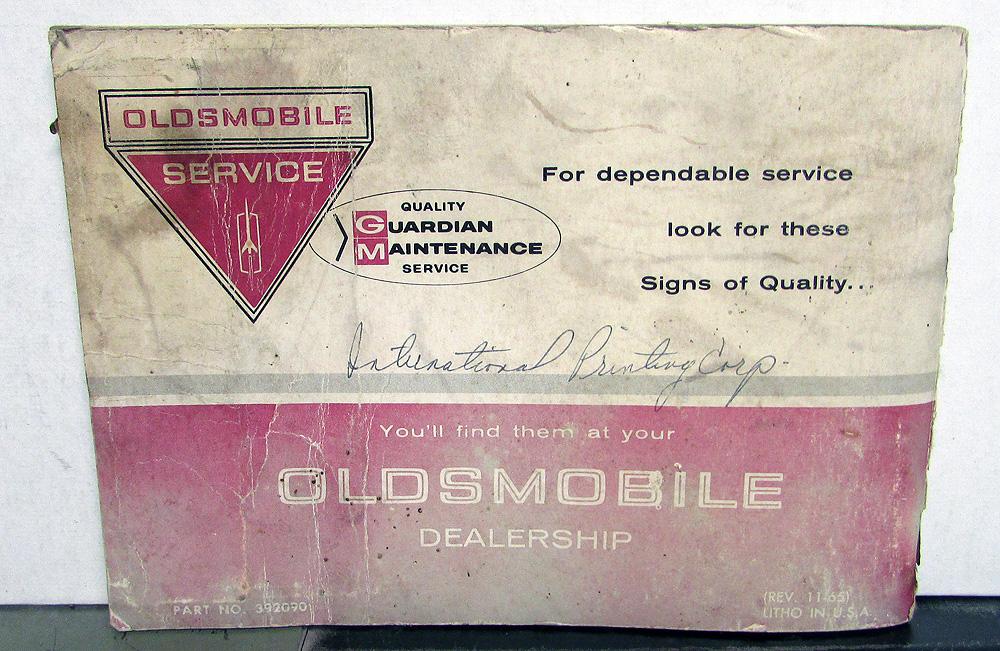 OLDSMOBILE
SERVICE
QUALITY
GUARDIAN
MAINTENANCE
SERVICE
For dependable service
look for these
Signs of Quality...
International Printing Corp.
You'll find them at your
OLDSMOBILE
DEALERSHIP
PART NO. 392090
(REV. 11-65)
LITHO IN U.S.A.